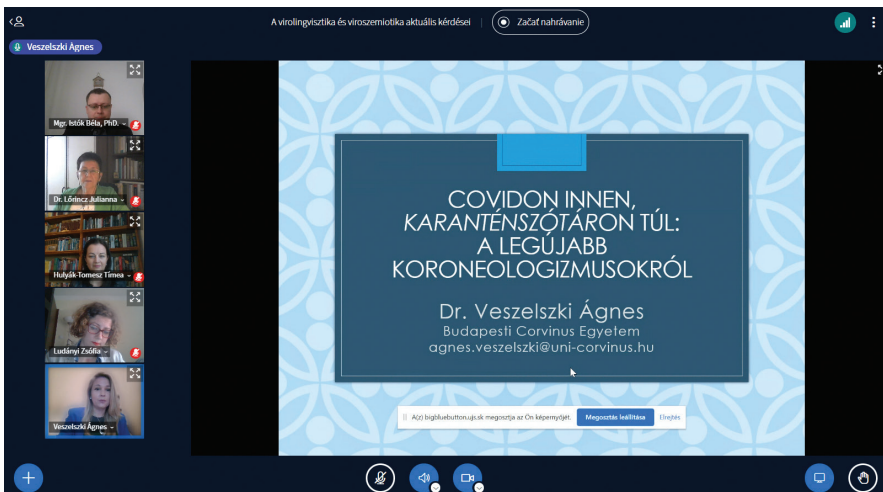 A virolingvisztika és viroszemiotika aktuális kérdései
Začať nahrávanie
Veszelszki Ágnes
Mgr. Istók Béla, PhD.
Dr. Lőrincz Julianna
Hulyák-Tomesz Tímea
Ludányi Zsófia
Veszelszki Ágnes
COVIDON INNEN,
KARANTÉNSZÓTÁRON TÚL:
A LEGÚJABB
KORONEOLOGIZMUSOKRÓL
Dr. Veszelszki Ágnes
Budapesti Corvinus Egyetem
agnes.veszelszki@uni-corvinus.hu
A(z) bigbluebutton.ujs.sk megosztja az Ön képernyőjét.
Megosztás leállítása
Elrejtés